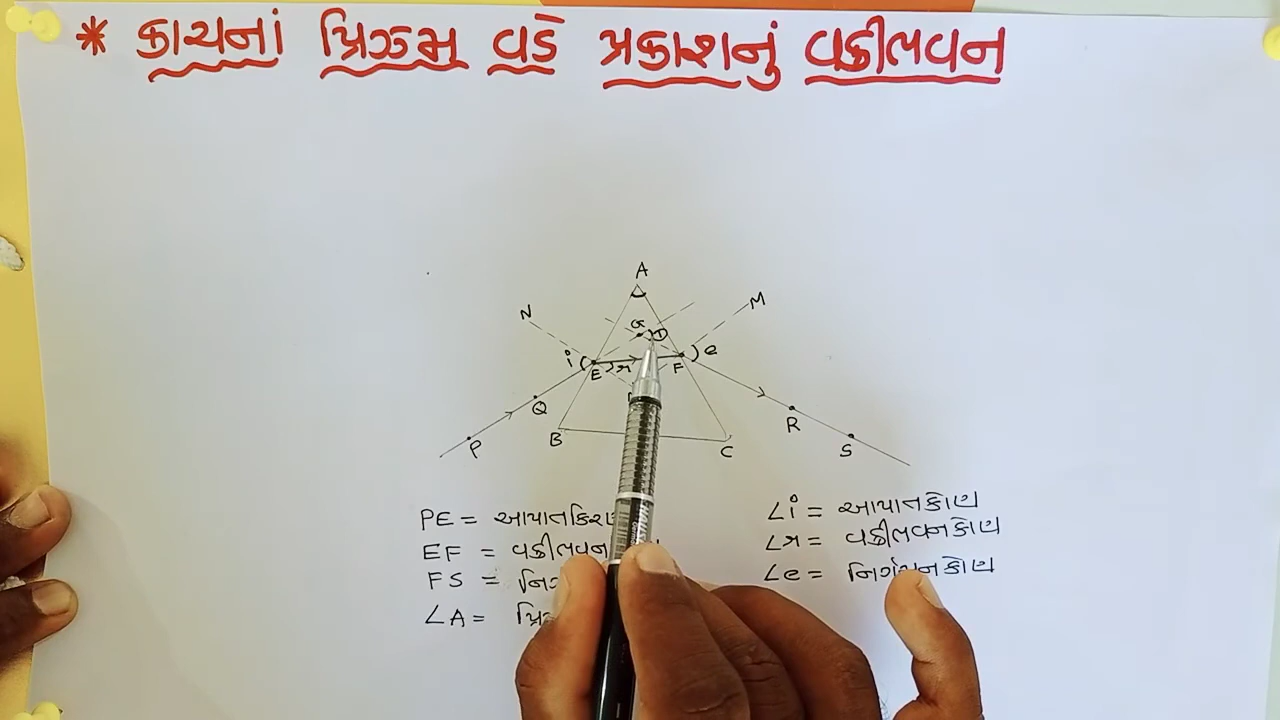 * કાચનાં પ્રિઝમ વડે પ્રકાશનું વક્રીભવન
A
N
M
G D
i e
E r F
Q
P
B
C
R
S
PE = આપાતકિરણ
EF = વક્રીભવન
FS =
∠A =
∠i = આપાતકોણ
∠r = વક્રીભવનકોણ
∠e = નિર્ગમનકોણ